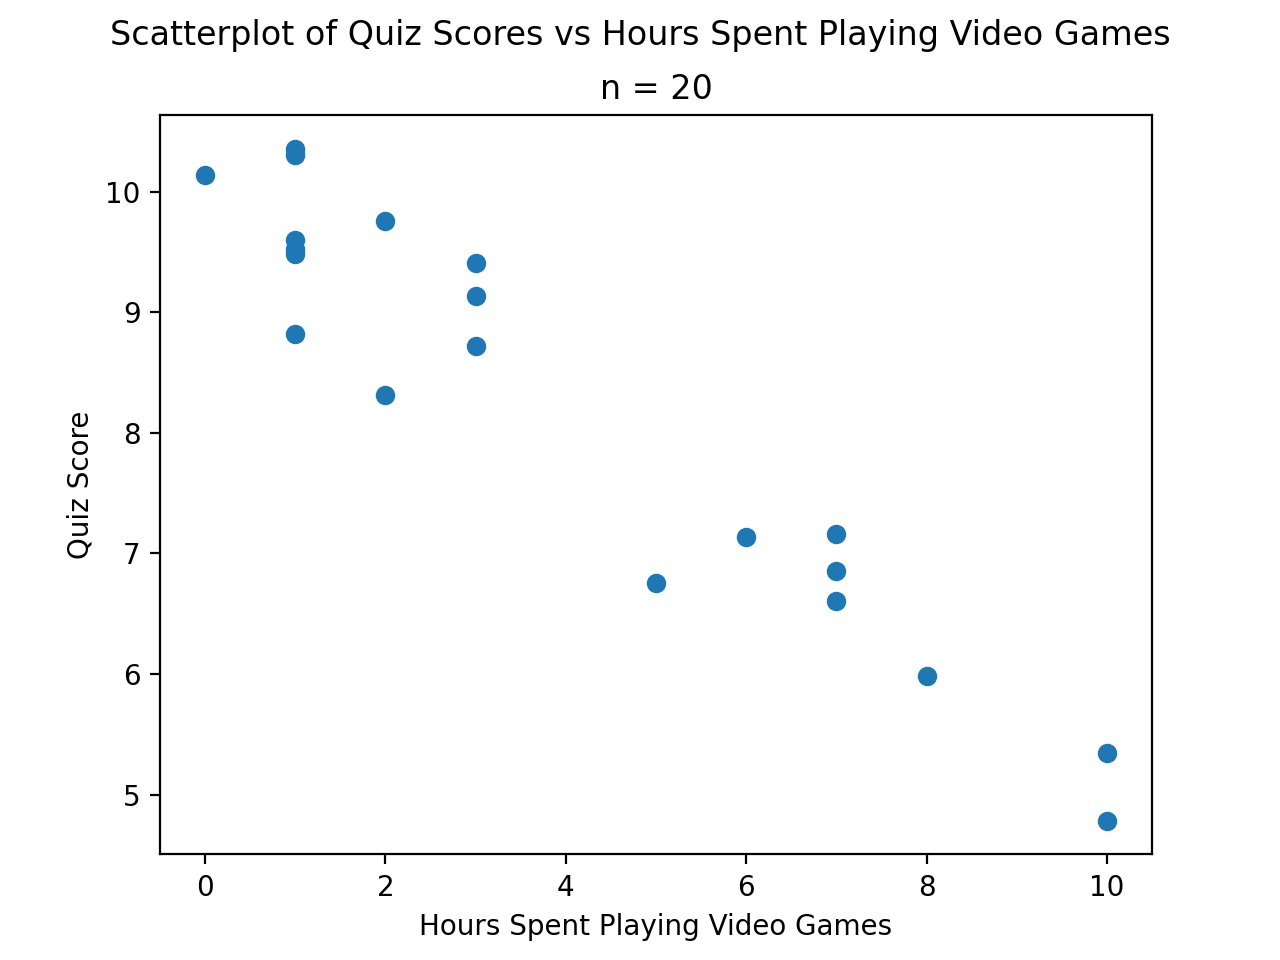 Scatterplot of Quiz Scores vs Hours Spent Playing Video Games
n = 20
10
9
8
7
6
5
Quiz Score
0 2 4 6 8 10
Hours Spent Playing Video Games